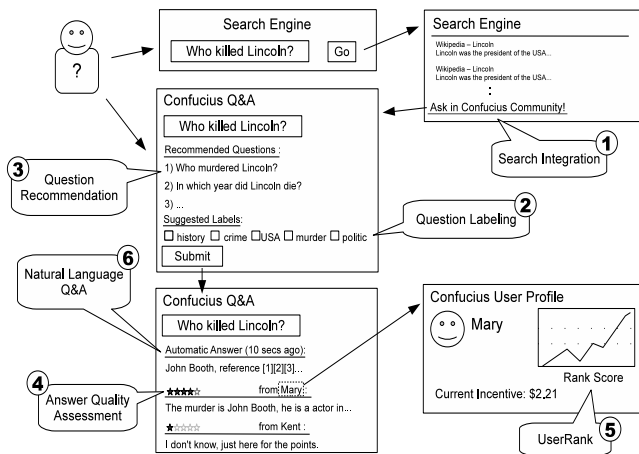 ?
Search Engine
Who killed Lincoln?
Go
Search Engine
Wikipedia – Lincoln
Lincoln was the president of the USA...
Wikipedia – Lincoln
Lincoln was the president of the USA...
:
Ask in Confucius Community!
1
Search Integration
Confucius Q&A
Who killed Lincoln?
Recommended Questions :
1) Who murdered Lincoln?
2) In which year did Lincoln die?
3) ...
Suggested Labels:
history crime USA murder politic
Submit
3
Question
Recommendation
2
Question Labeling
6
Natural Language
Q&A
Confucius Q&A
Who killed Lincoln?
Automatic Answer (10 secs ago):
John Booth, reference [1][2][3]...
from Mary :
The murder is John Booth, he is a actor in...
from Kent :
I don't know, just here for the points.
4
Answer Quality
Assessment
Confucius User Profile
Mary
Rank Score
Current Incentive: $2.21
5
UserRank